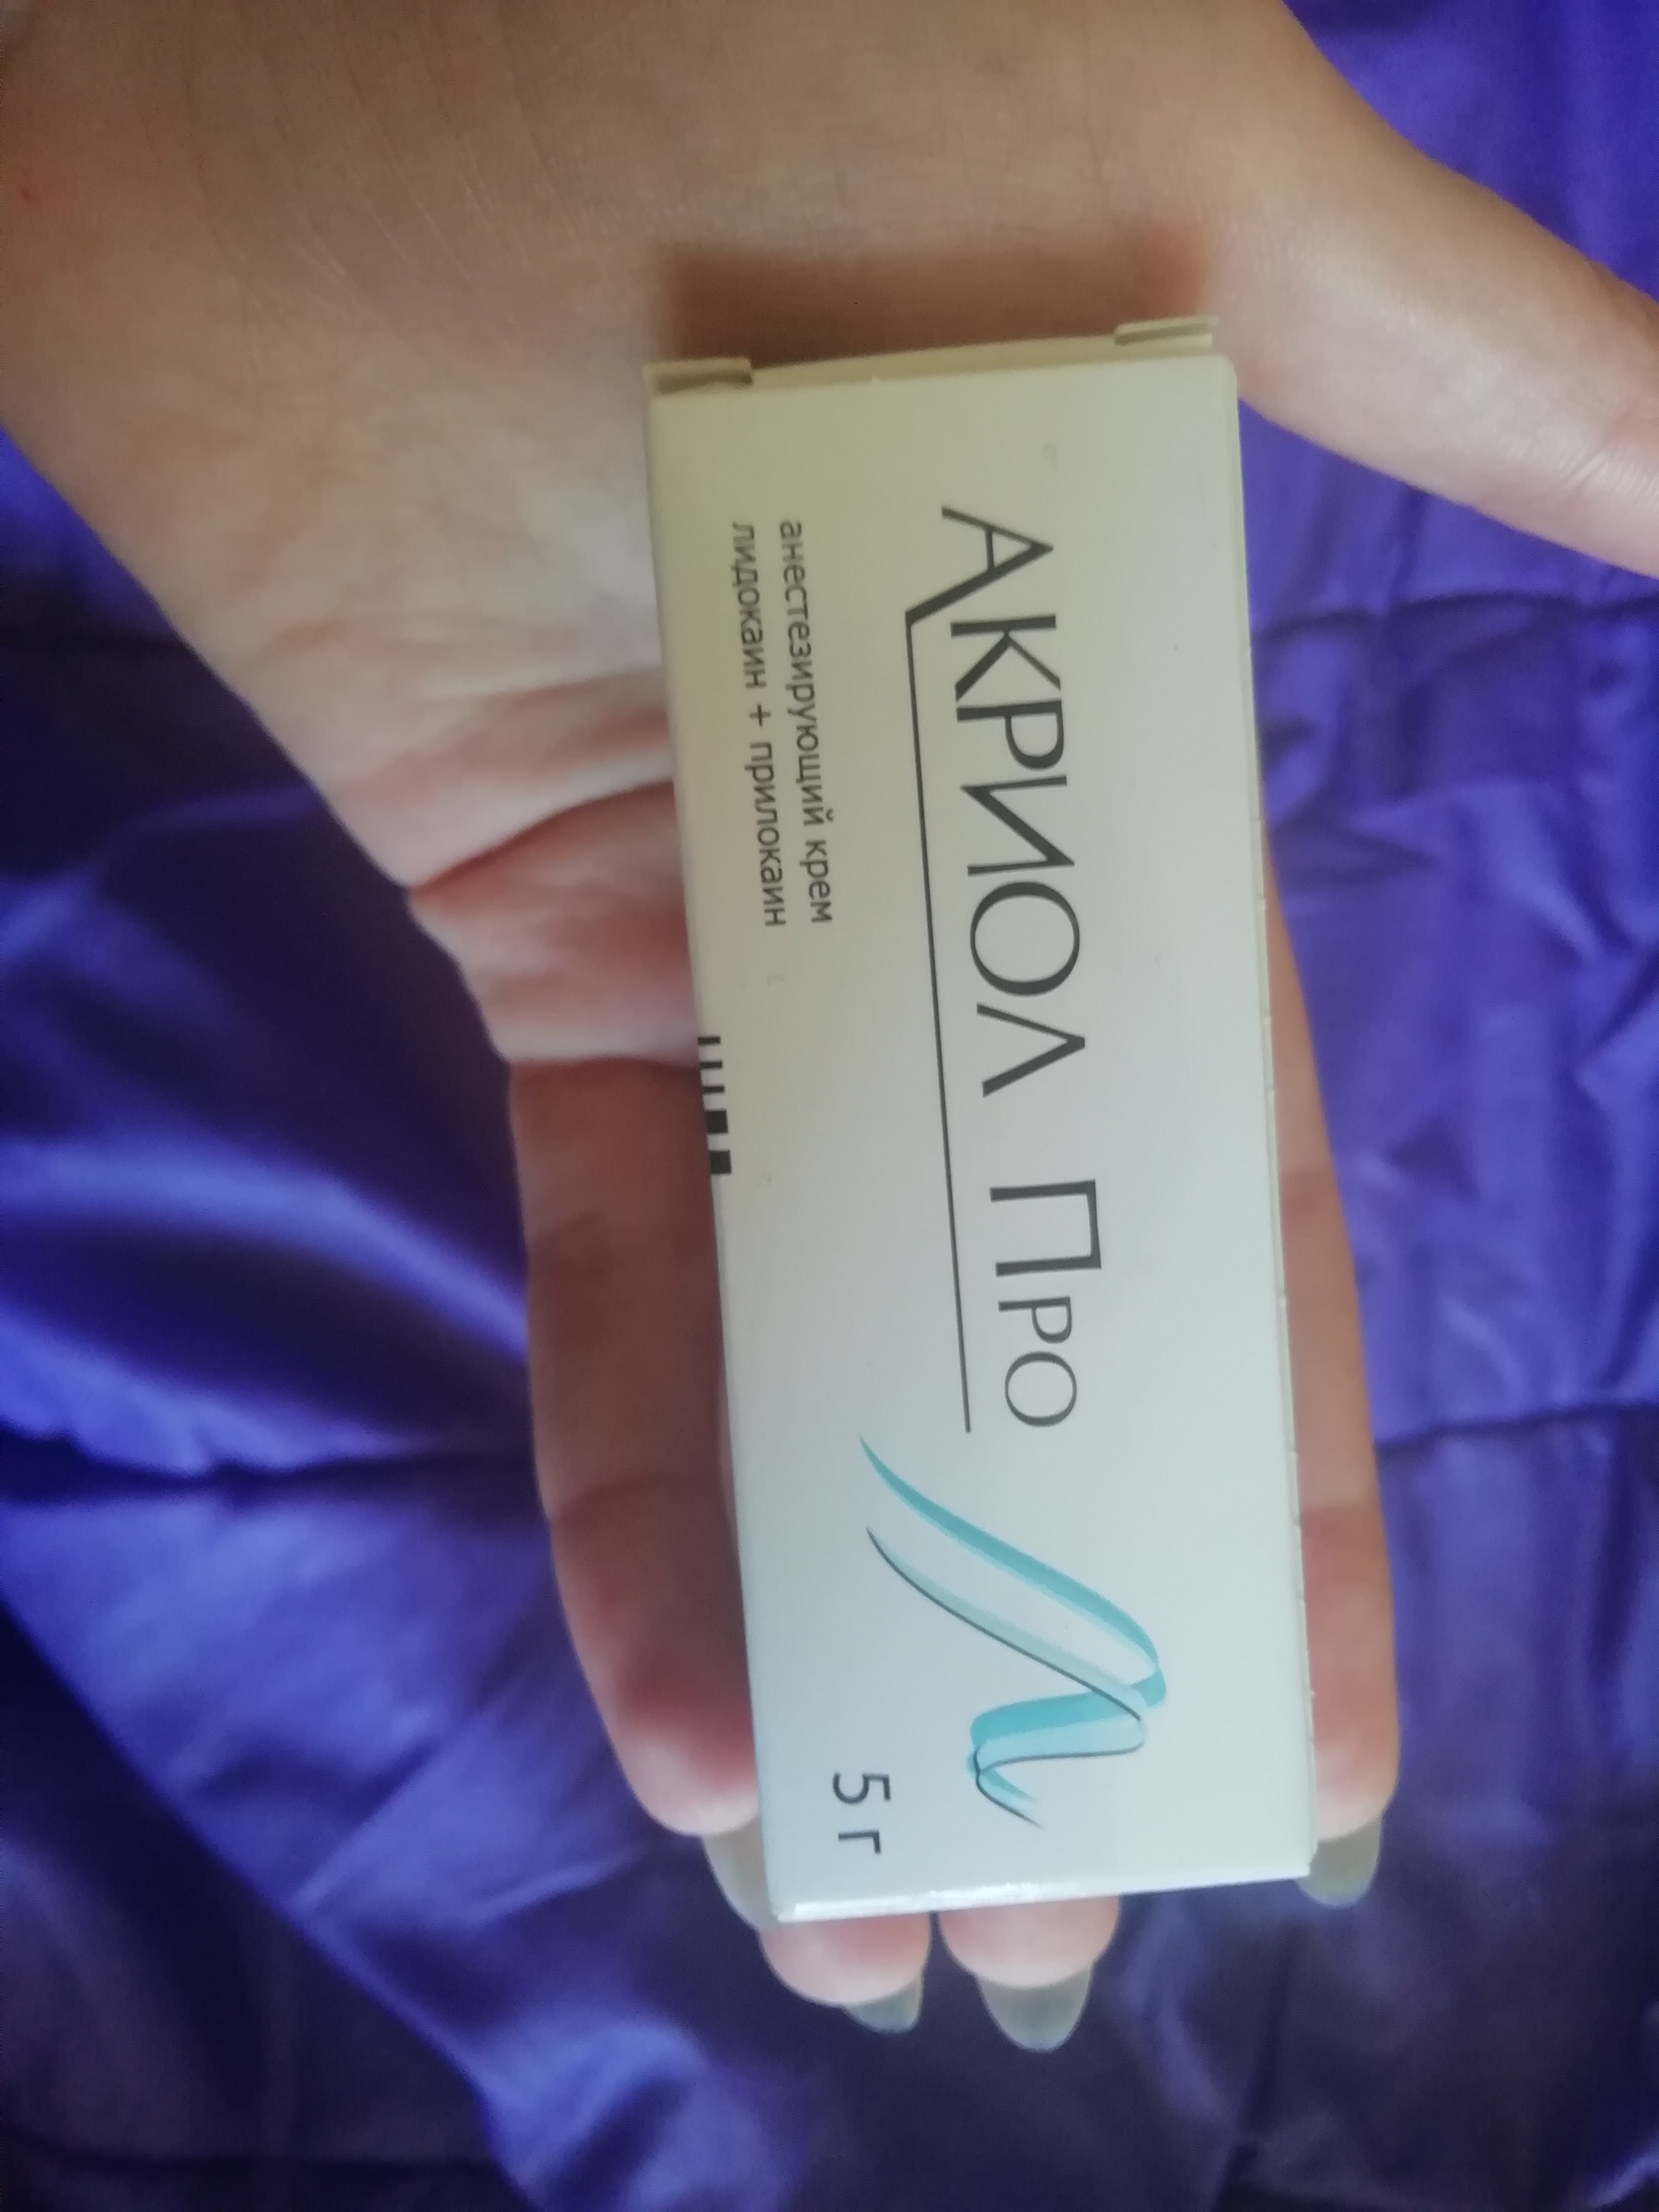 Акриол Про
анестезирующий крем
лидокаин + прилокаин
5 г